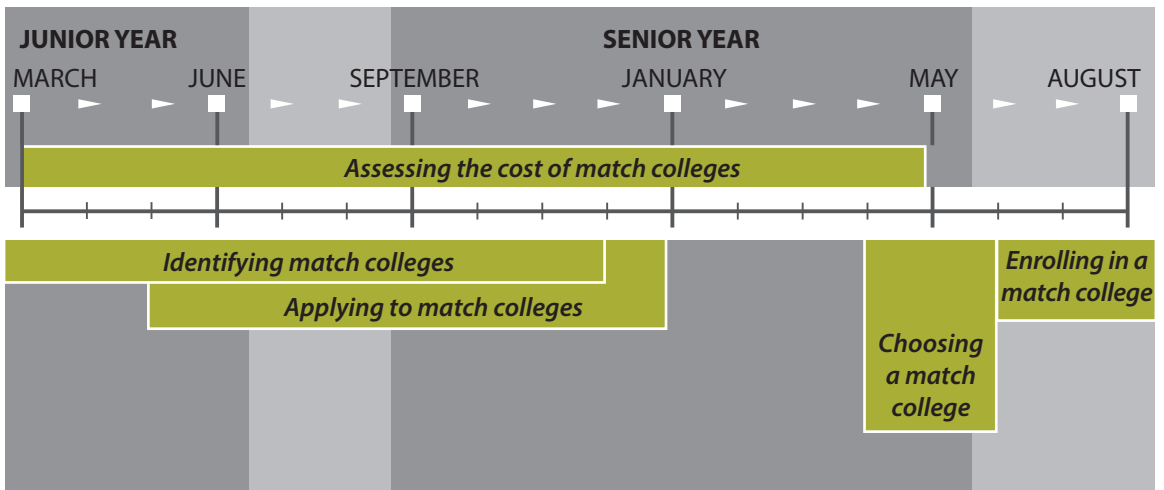 JUNIOR YEAR
SENIOR YEAR
MARCH
JUNE
SEPTEMBER
JANUARY
MAY
AUGUST
Assessing the cost of match colleges
Identifying match colleges
Applying to match colleges
Choosing
a match
college
Enrolling in a
match college